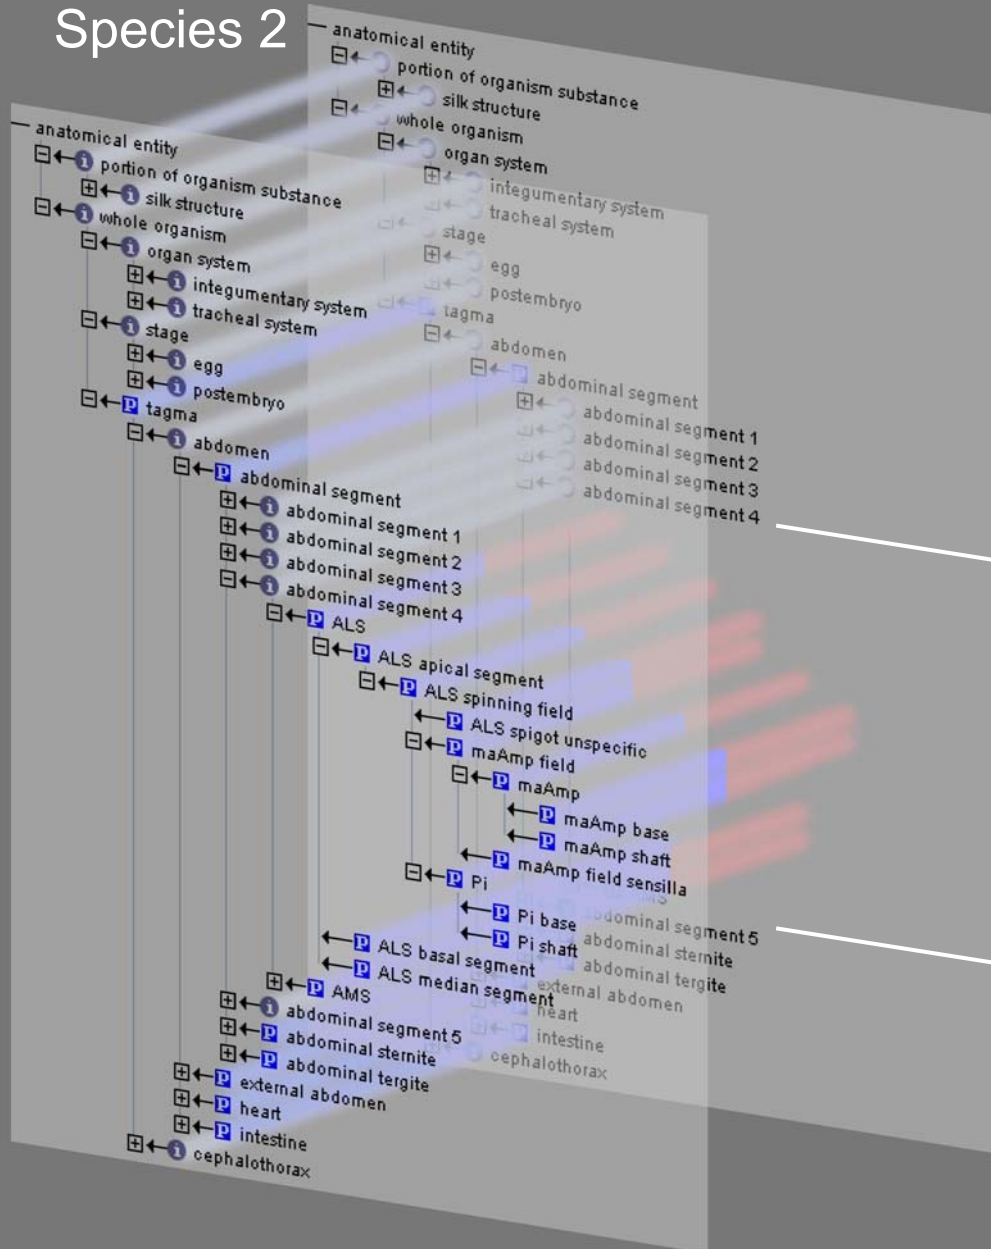 Species 2
anatomical entity
portion of organism substance
silk structure
whole organism
organ system
integumentary system
tracheal system
stage
egg
postembryo
tagma
abdomen
abdominal segment
abdominal segment 1
abdominal segment 2
abdominal segment 3
abdominal segment 4
abdominal segment 5
abdominal sternite
abdominal tergite
external abdomen
heart
intestine
cephalothorax
anatomical entity
i portion of organism substance
i silk structure
i whole organism
i organ system
i integumentary system
i tracheal system
i stage
i egg
i postembryo
P tagma
i abdomen
P abdominal segment
i abdominal segment 1
i abdominal segment 2
i abdominal segment 3
i abdominal segment 4
P ALS
P ALS apical segment
P ALS spinning field
P ALS spigot unspecific
P maAmp field
P maAmp
P maAmp base
P maAmp shaft
P maAmp field sensilla
P Pi
P Pi base
P Pi shaft
P ALS basal segment
P ALS median segment
P AMS
i abdominal segment 5
P abdominal sternite
P abdominal tergite
P external abdomen
P heart
P intestine
i cephalothorax